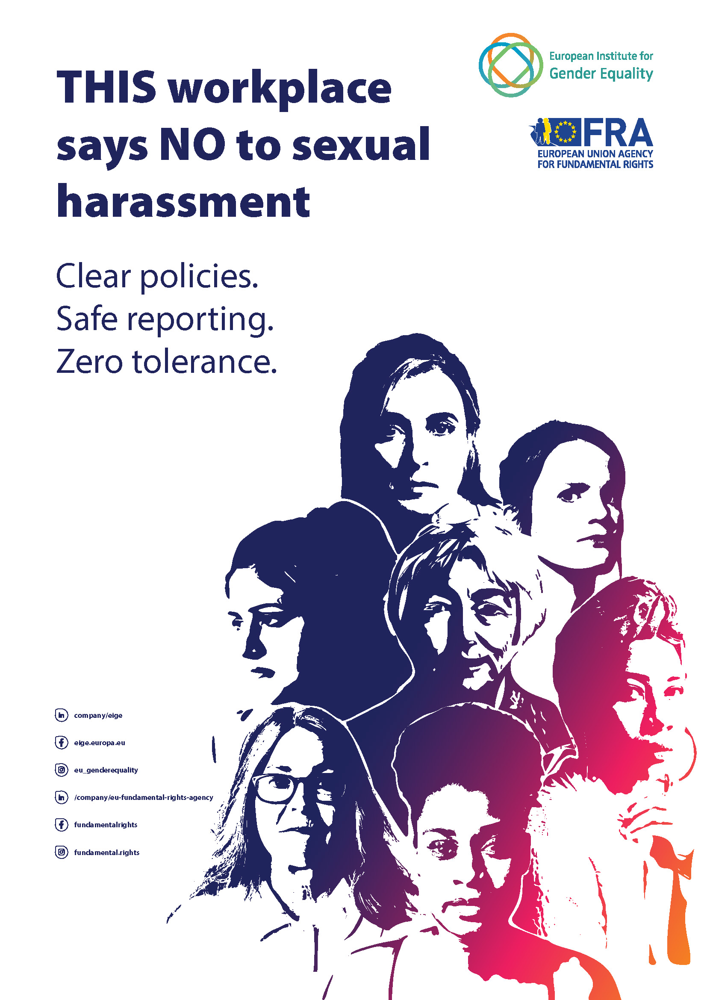 THIS workplace
says NO to sexual
harassment
European Institute for
Gender Equality
FRA
EUROPEAN UNION AGENCY
FOR FUNDAMENTAL RIGHTS
Clear policies.
Safe reporting.
Zero tolerance.
in company/eige
f eige.europa.eu
eu_genderequality
in /company/eu-fundamental-rights-agency
f fundamentalrights
fundamental.rights